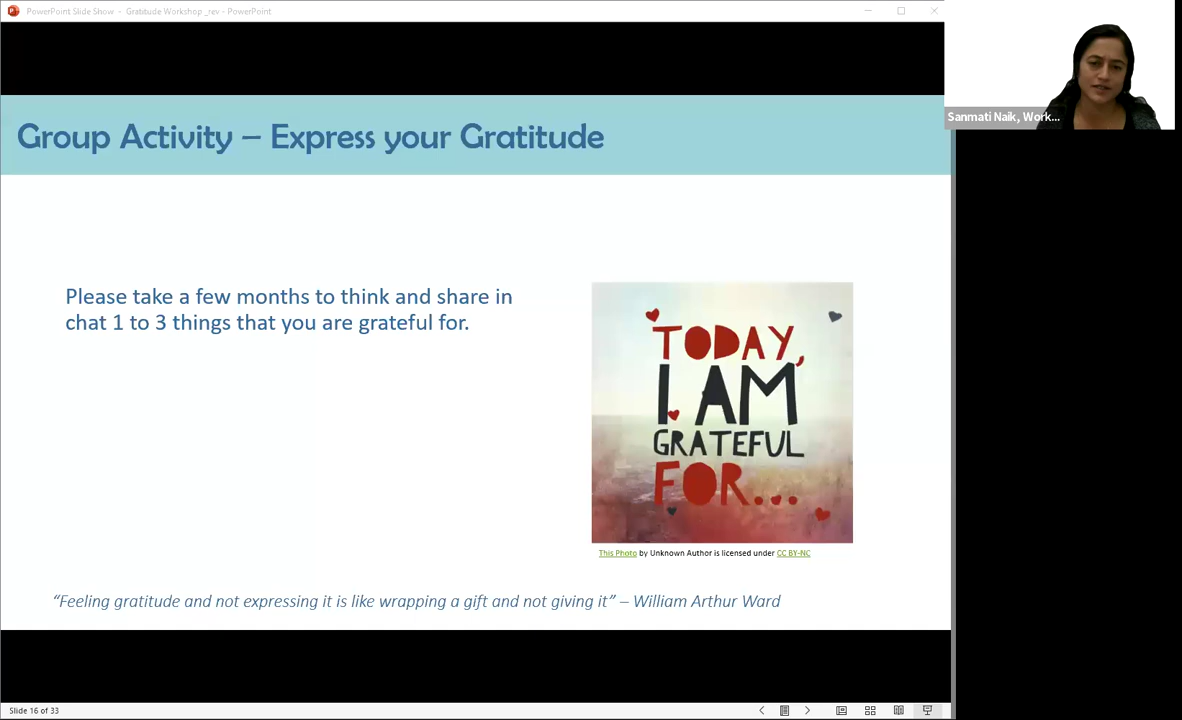 PowerPoint Slide Show - Gratitude Workshop _rev - PowerPoint
Sanmati Naik, Work...
Group Activity – Express your Gratitude
Please take a few months to think and share in
chat 1 to 3 things that you are grateful for.
TODAY,
I AM
GRATEFUL
FOR...
This Photo by Unknown Author is licensed under CC BY-NC
“Feeling gratitude and not expressing it is like wrapping a gift and not giving it” – William Arthur Ward
Slide 16 of 33